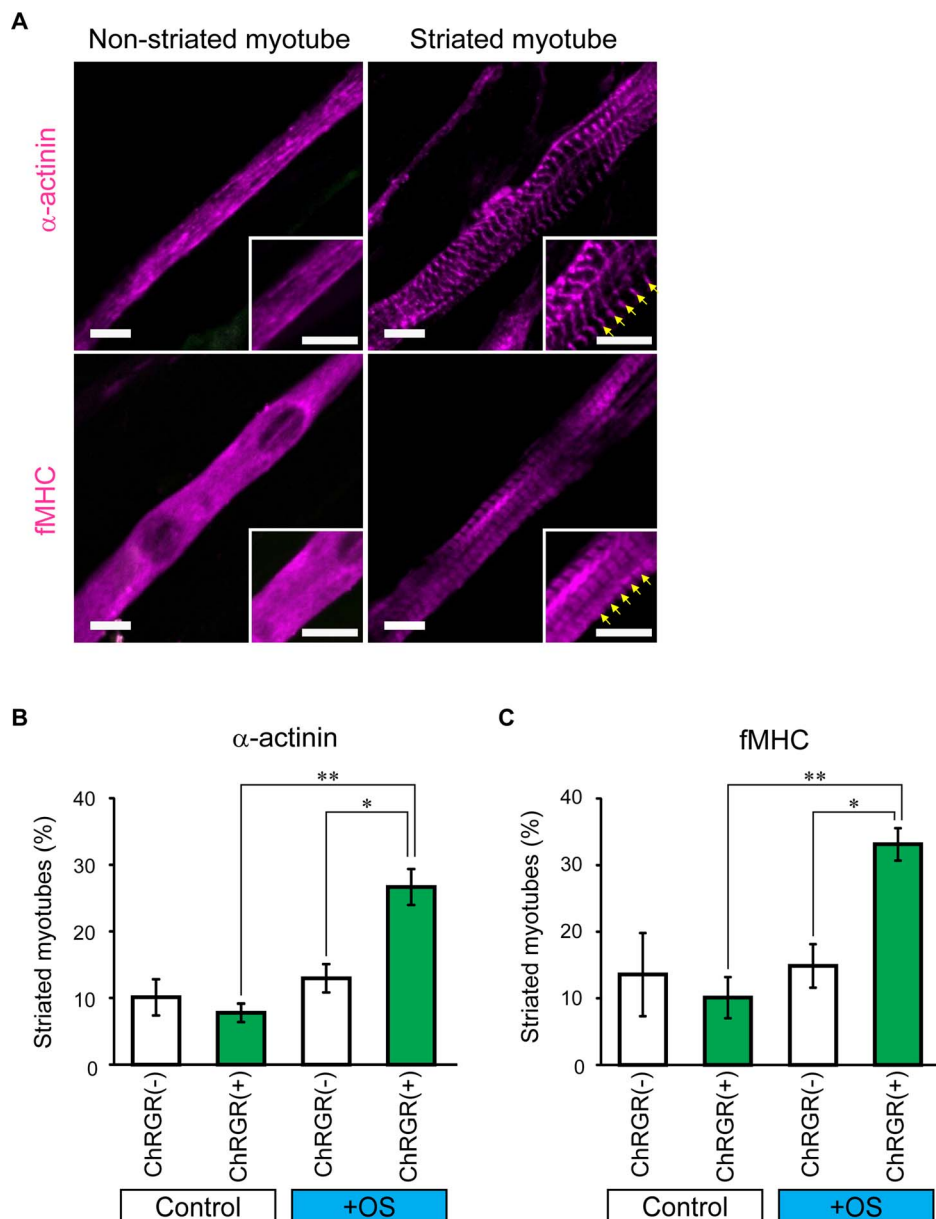 A
Non-striated myotube
Striated myotube
α-actinin
fMHC
B
α-actinin
Striated myotubes (%)
40
30
20
10
0
**
*
ChRGR(-)
ChRGR(+)
ChRGR(-)
ChRGR(+)
Control
+OS
C
fMHC
Striated myotubes (%)
40
30
20
10
0
**
*
ChRGR(-)
ChRGR(+)
ChRGR(-)
ChRGR(+)
Control
+OS